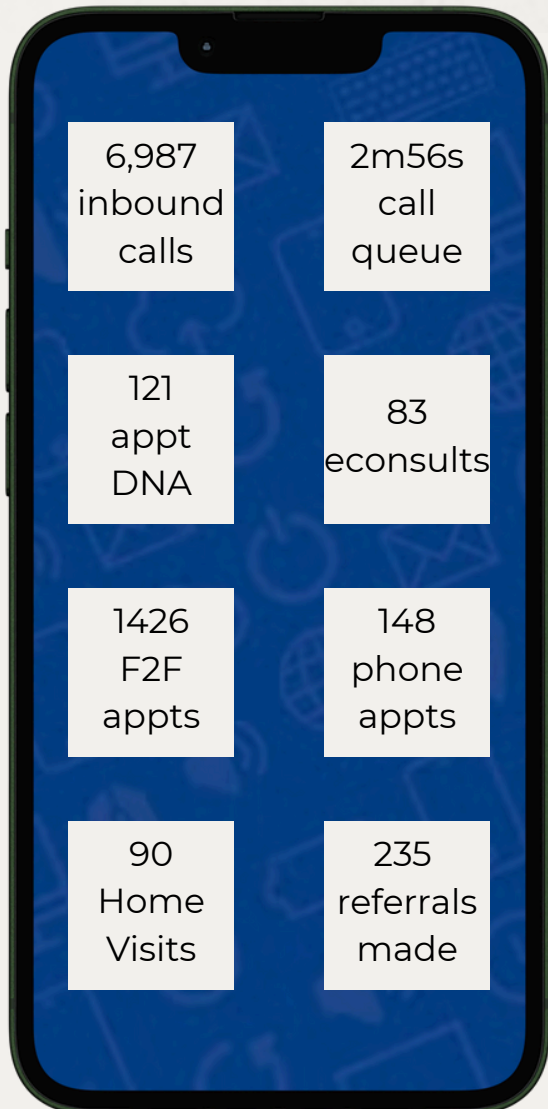 6,987
inbound
calls
2m56s
call
queue
121
appt
DNA
83
econsults
1426
F2F
appts
148
phone
appts
90
Home
Visits
235
referrals
made